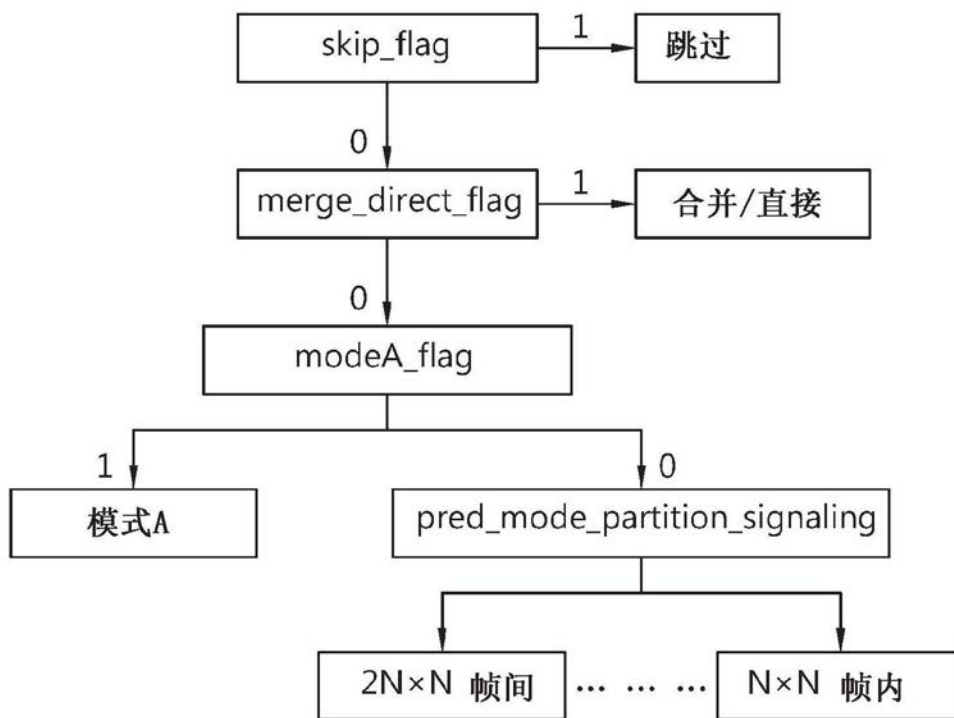 skip_flag
1
跳过
0
merge_direct_flag
1
合并/直接
0
modeA_flag
1
0
模式A
pred_mode_partition_signaling
2N×N 帧间
... ... ...
N×N 帧内